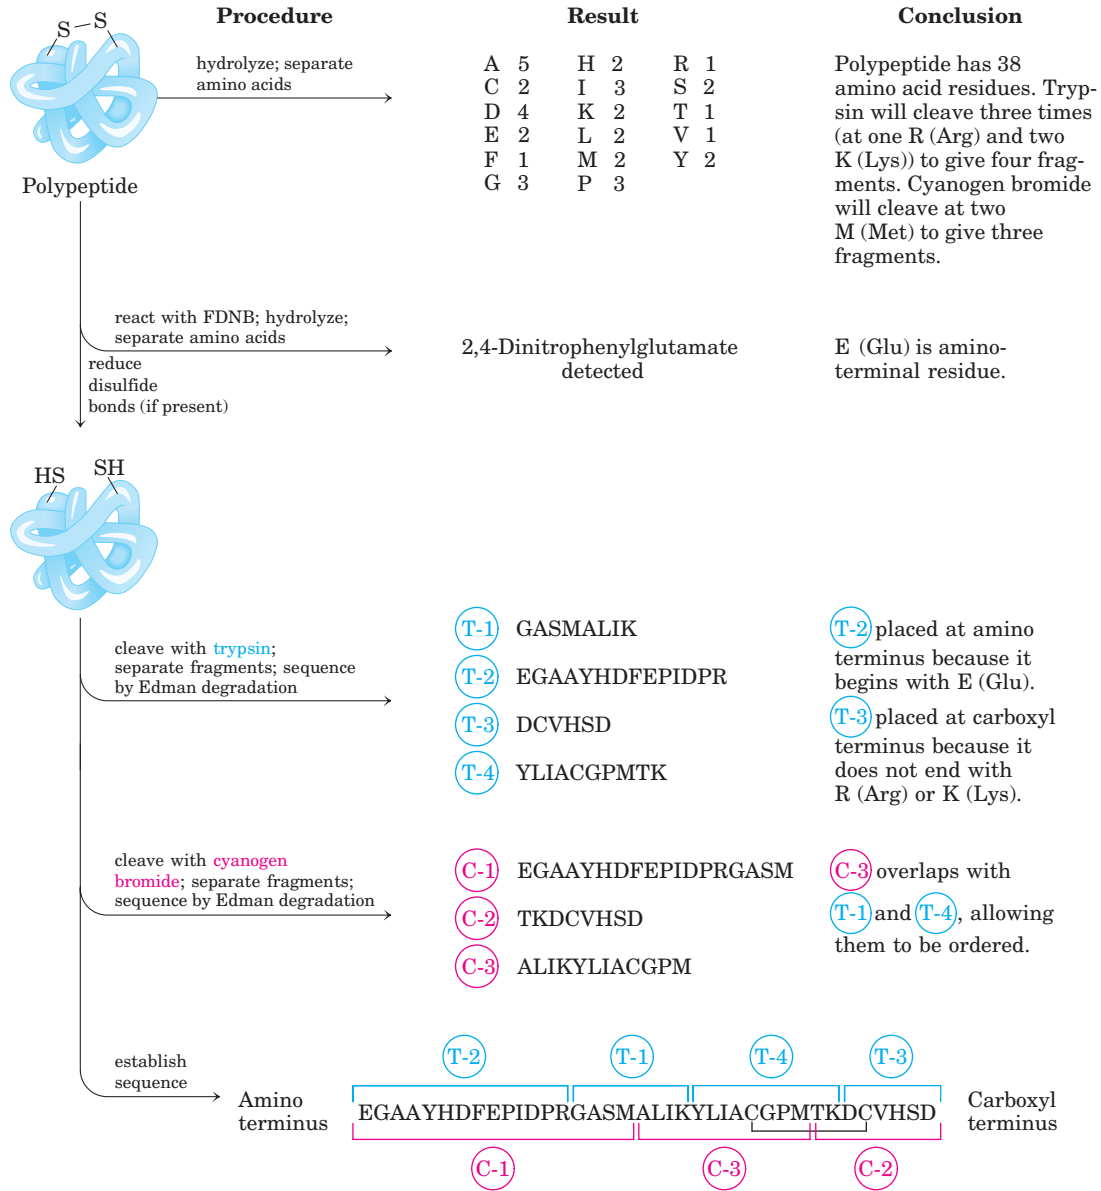 Procedure
Result
Conclusion
S S
Polypeptide
hydrolyze; separate
amino acids
A 5 H 2 R 1
C 2 I 3 S 2
D 4 K 2 T 1
E 2 L 2 V 1
F 1 M 2 Y 2
G 3 P 3
Polypeptide has 38
amino acid residues. Tryp-
sin will cleave three times
(at one R (Arg) and two
K (Lys)) to give four frag-
ments. Cyanogen bromide
will cleave at two
M (Met) to give three
fragments.
react with FDNB; hydrolyze;
separate amino acids
2,4-Dinitrophenylglutamate
detected
E (Glu) is amino-
terminal residue.
reduce
disulfide
bonds (if present)
HS SH
cleave with trypsin;
separate fragments; sequence
by Edman degradation
T-1 GASMALIK
T-2 EGAAYHDFEPIDPR
T-3 DCVHSD
T-4 YLIACGPMTK
T-2 placed at amino
terminus because it
begins with E (Glu).
T-3 placed at carboxyl
terminus because it
does not end with
R (Arg) or K (Lys).
cleave with cyanogen
bromide; separate fragments;
sequence by Edman degradation
C-1 EGAAYHDFEPIDPRGASM
C-2 TKDCVHSD
C-3 ALIKYLIACGPM
C-3 overlaps with
T-1 and T-4, allowing
them to be ordered.
establish
sequence
T-2 T-1 T-4 T-3
Amino
terminus
EGAAYHDFEPIDPRGASMALIKYLIACGPMTKDCVHSD
Carboxyl
terminus
C-1 C-3 C-2